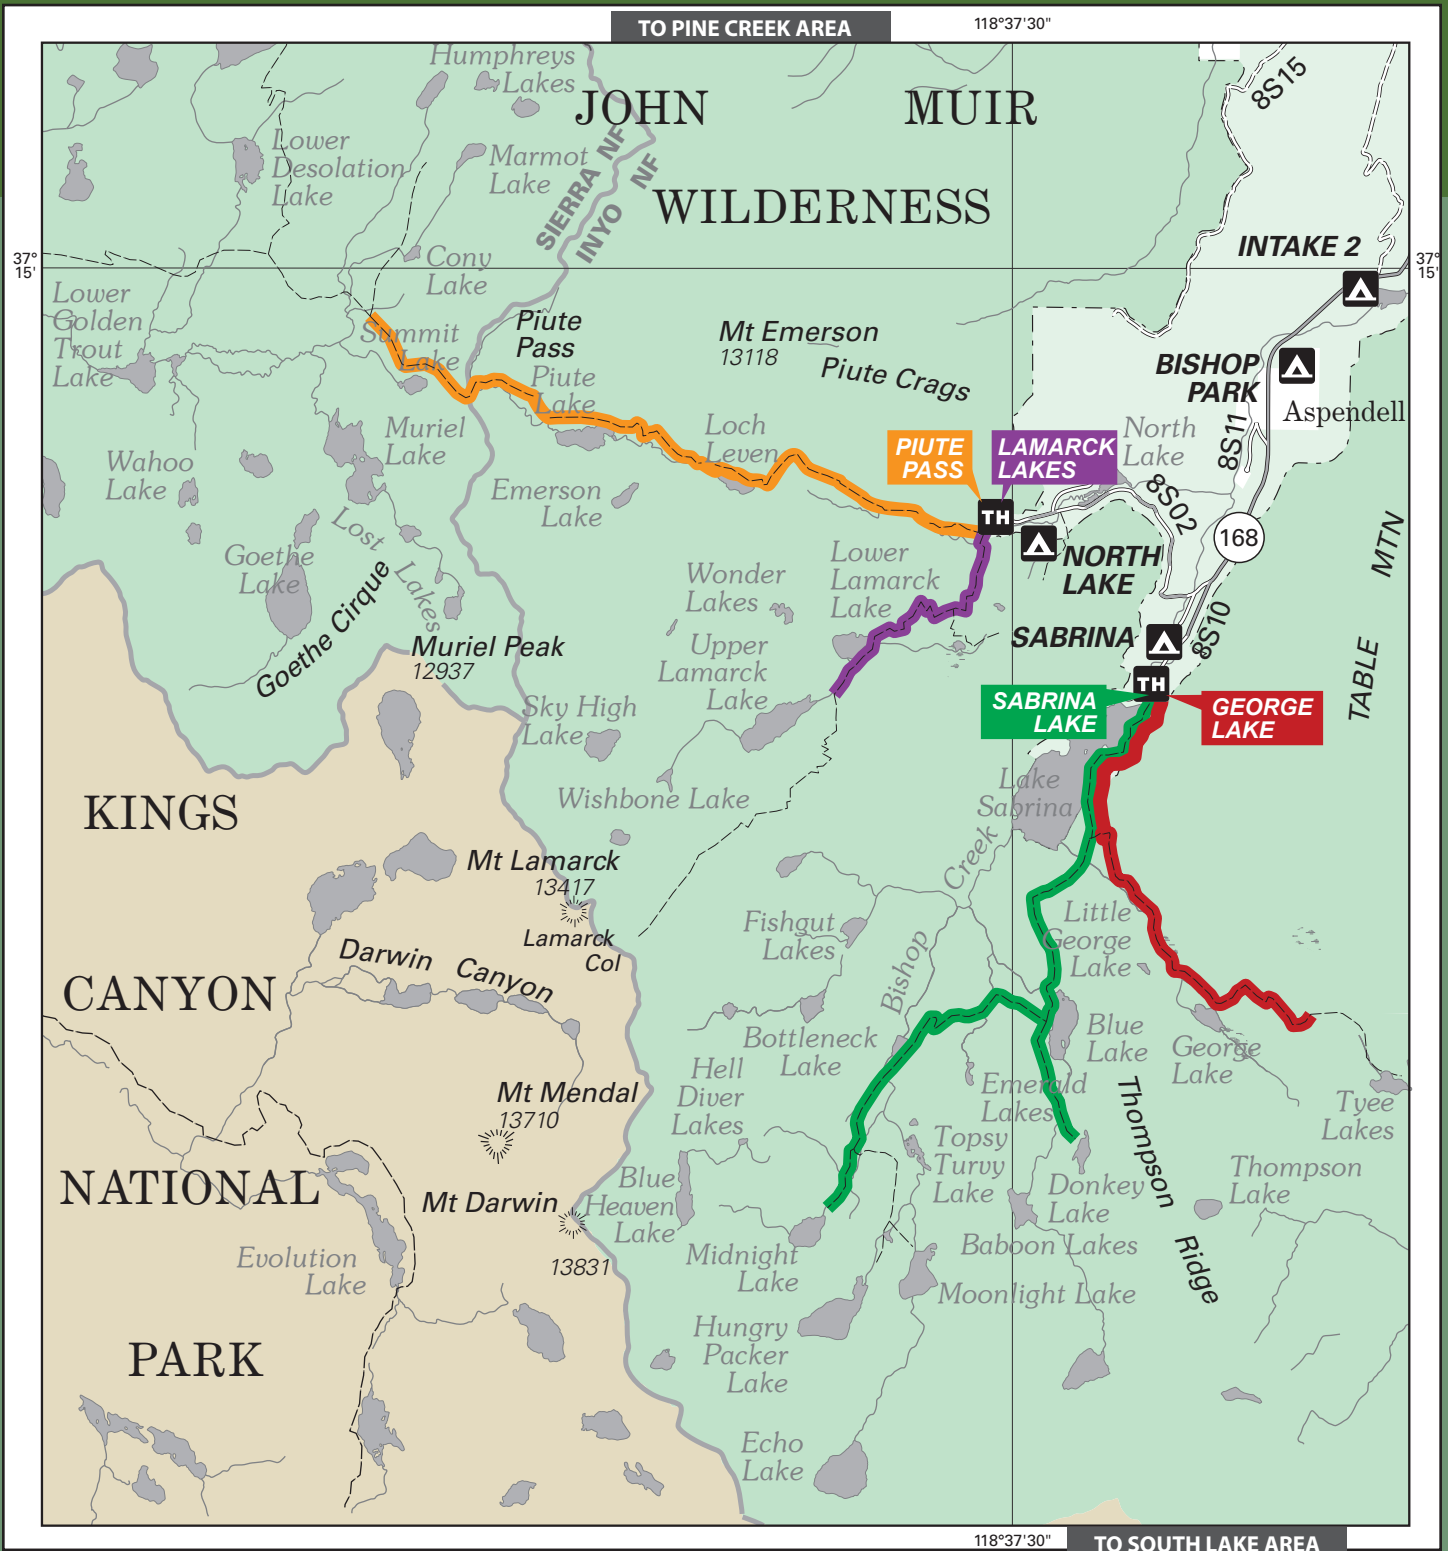 TO PINE CREEK AREA
118°37'30"
Humphreys
Lakes
JOHN MUIR
WILDERNESS
8S15
Lower
Desolation
Lake
Marmot
Lake
SIERRA NF
INYO NF
INTAKE 2
37°
15'
37°
15'
Cony
Lake
Lower
Golden
Trout
Lake
Summit
Lake
Piute
Pass
Piute
Lake
Mt Emerson
13118
Piute Crags
BISHOP
PARK
Aspendell
8S11
Muriel
Lake
Loch
Leven
PIUTE
PASS
LAMARCK
LAKES
North
Lake
Wahoo
Lake
Emerson
Lake
8S02
TH
168
Lost
Lakes
Goethe
Lake
Goethe Cirque
NORTH
LAKE
Wonder
Lakes
Lower
Lamarck
Lake
TABLE MTN
8S10
SABRINA
Muriel Peak
12937
Upper
Lamarck
Lake
TH
SABRINA
LAKE
GEORGE
LAKE
Sky High
Lake
Wishbone Lake
Lake
Sabrina
KINGS
CANYON
NATIONAL
PARK
Mt Lamarck
13417
Lamarck
Col
Bishop Creek
Fishgut
Lakes
Little
George
Lake
Darwin Canyon
Bottleneck
Lake
Blue
Lake
George
Lake
Hell
Diver
Lakes
Emerald
Lakes
Tyee
Lakes
Mt Mendal
13710
Thompson Ridge
Topsy
Turvy
Lake
Thompson
Lake
Blue
Heaven
Lake
Donkey
Lake
Mt Darwin
13831
Baboon Lakes
Evolution
Lake
Midnight
Lake
Moonlight Lake
Hungry
Packer
Lake
Echo
Lake
118°37'30"
TO SOUTH LAKE AREA